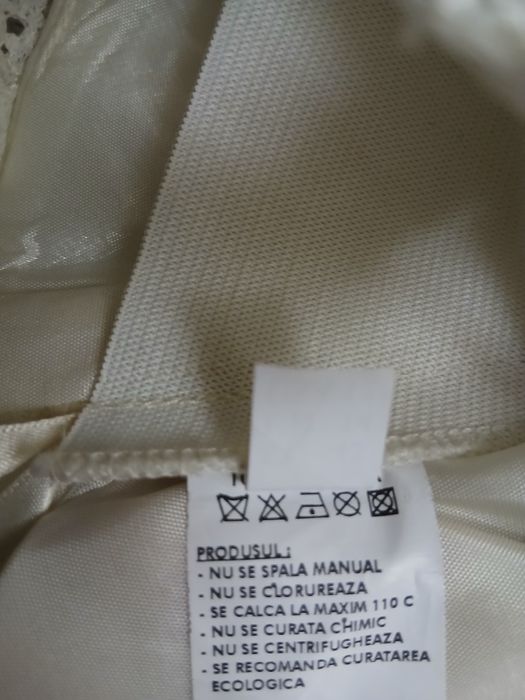 PRODUSUL:
- NU SE SPALA MANUAL
- NU SE CLORUREAZA
- SE CALCA LA MAXIM 110 C
- NU SE CURATA CHIMIC
- NU SE CENTRIFUGHEAZA
- SE RECOMANDA CURATAREA
ECOLOGICA